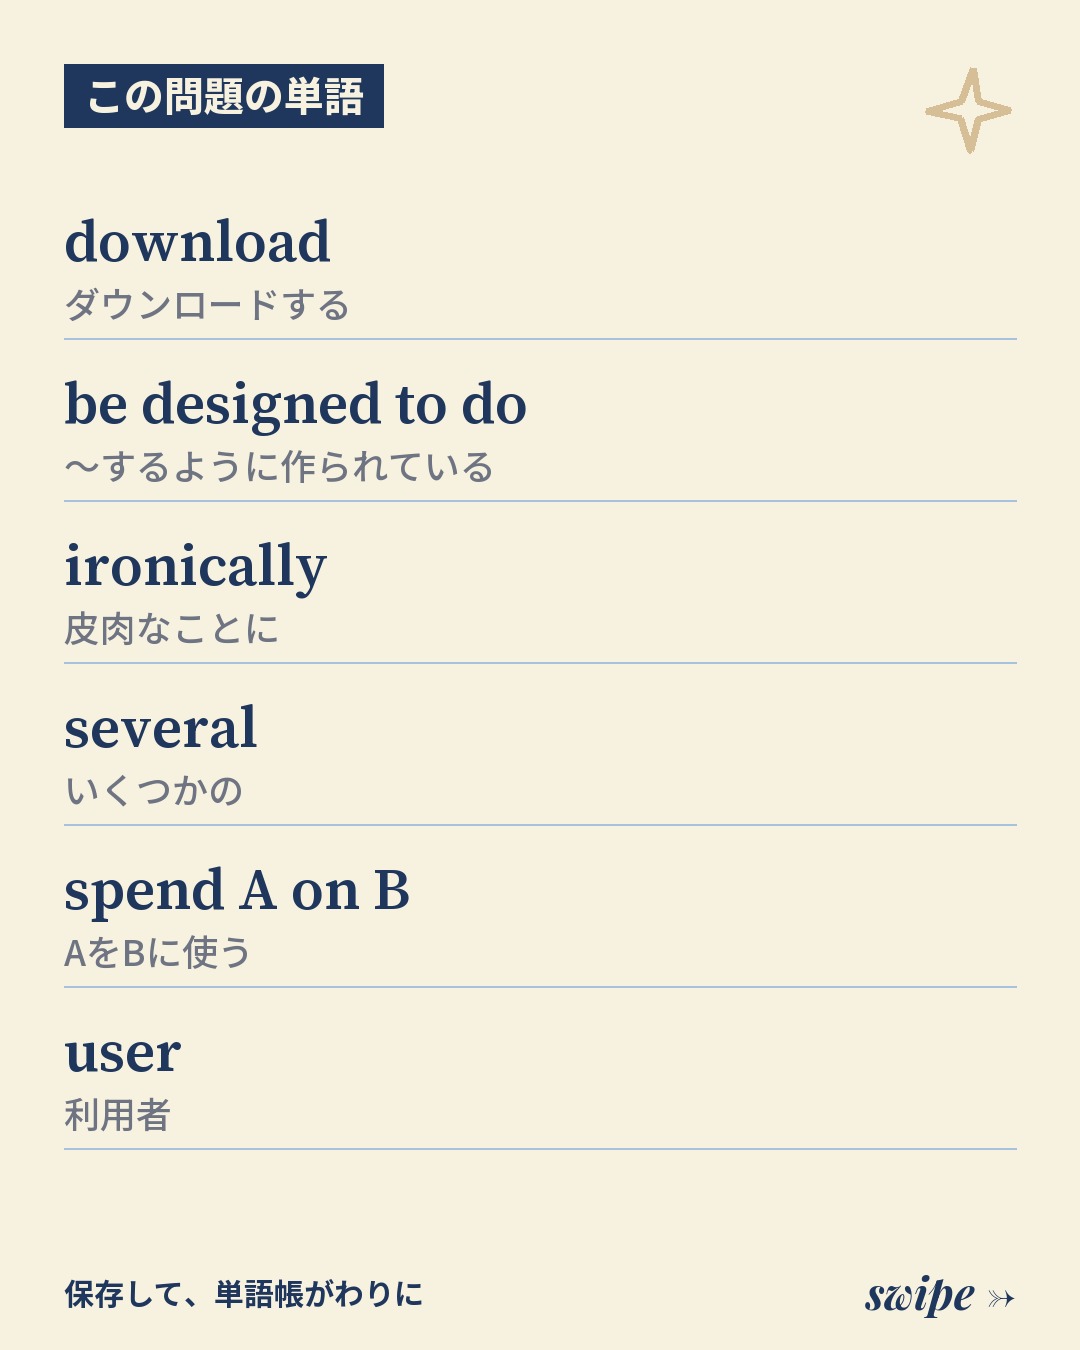 この問題の単語
download
ダウンロードする
be designed to do
〜するように作られている
ironically
皮肉なことに
several
いくつかの
spend A on B
AをBに使う
user
利用者
保存して、単語帳がわりに
swipe